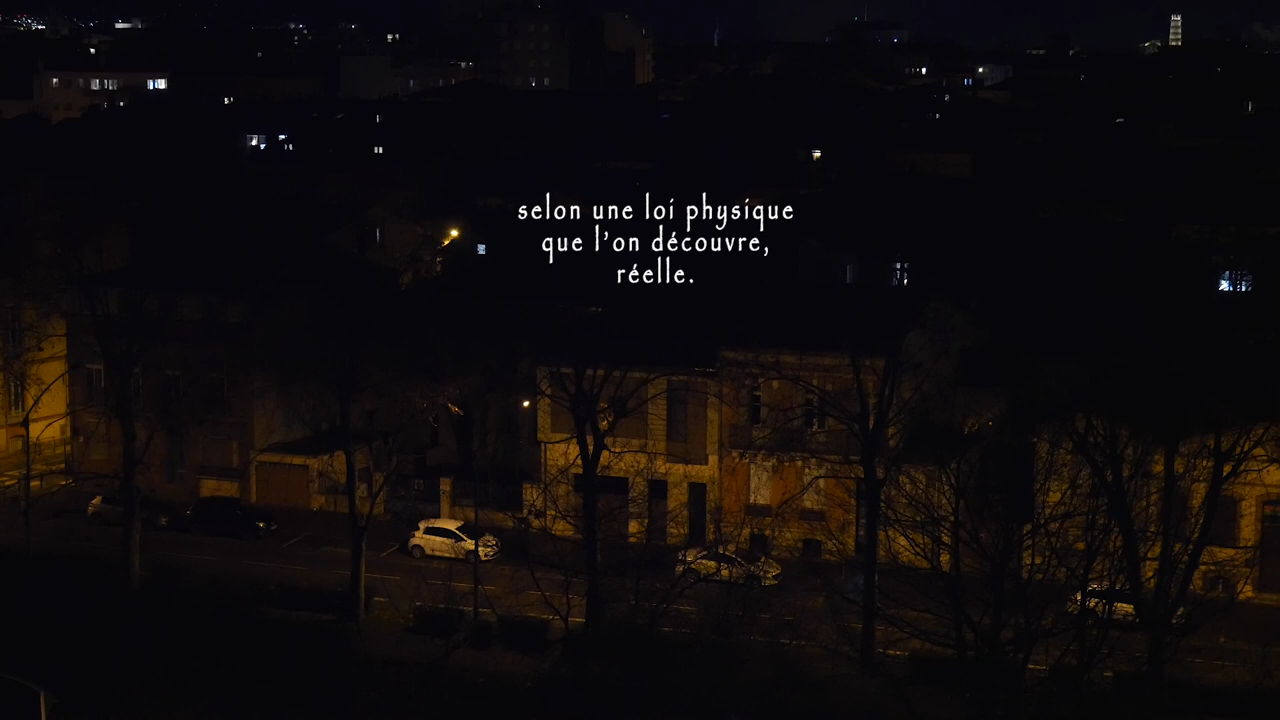 selon une loi physique
que l’on découvre,
réelle.